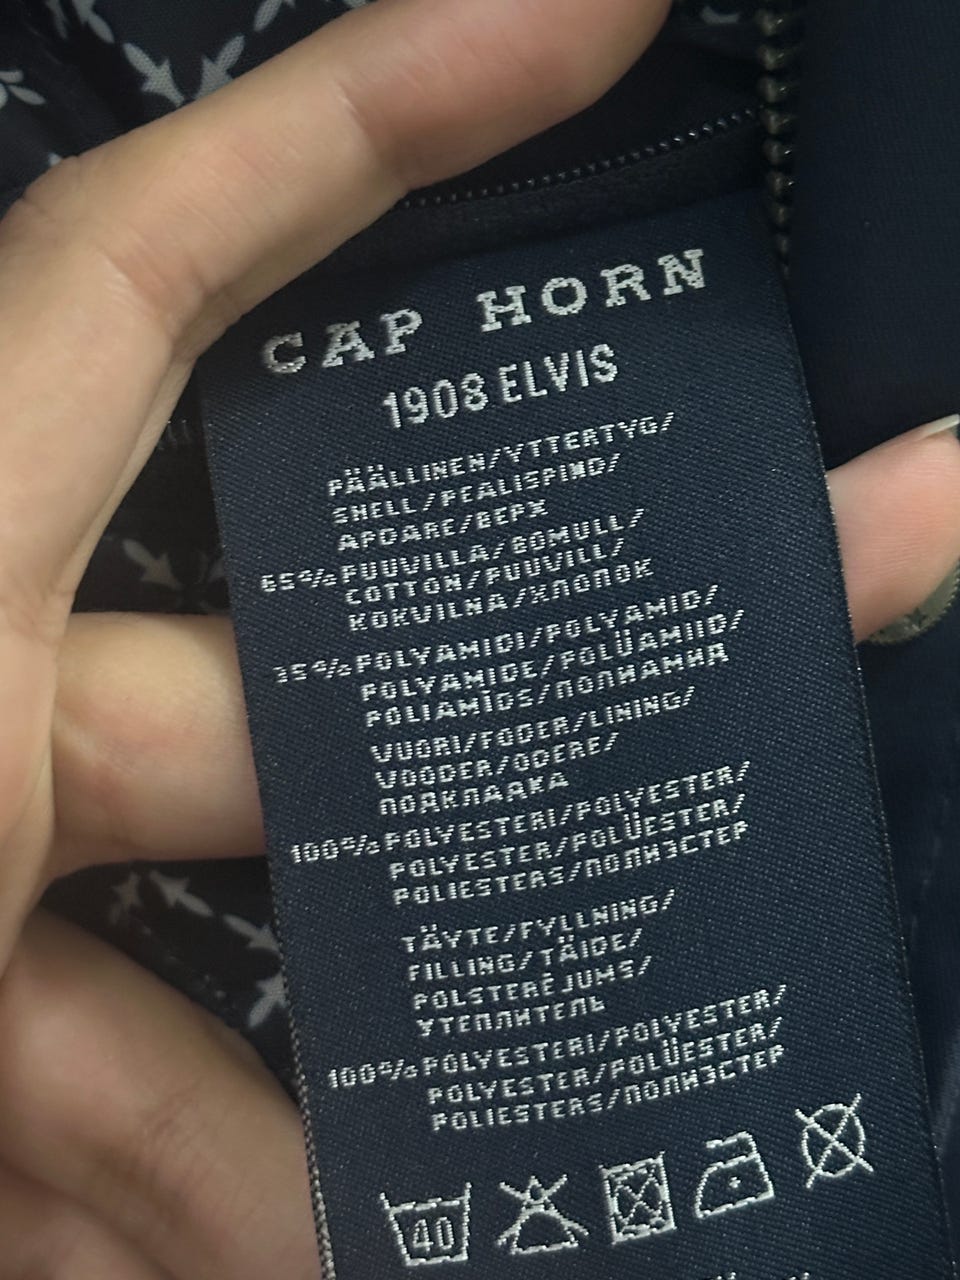 CAP HORN
1908 ELVIS
PÄÄLLINEN/YTTERTYG/
SHELL/PEALISPIND/
APDARE/ВЕРХ
65% PUUVILLA/BOMULL/
COTTON/PUUVILL/
KOKVILNA/ХЛОПОК
35% POLYAMIDI/POLYAMID/
POLYAMIDE/POLÜAMIID/
POLIAMĪDS/ПОЛИАМИД
VUORI/FODER/LINING/
VOODER/ODERE/
ПОДКЛАДКА
100% POLYESTERI/POLYESTER/
POLYESTER/POLÜESTER/
POLIESTERS/ПОЛИЭСТЕР
TÄYTE/FYLLNING/
FILLING/TÄIDE/
POLSTERĒJUMS/
УТЕПЛИТЕЛЬ
100% POLYESTERI/POLYESTER/
POLYESTER/POLÜESTER/
POLIESTERS/ПОЛИЭСТЕР
40